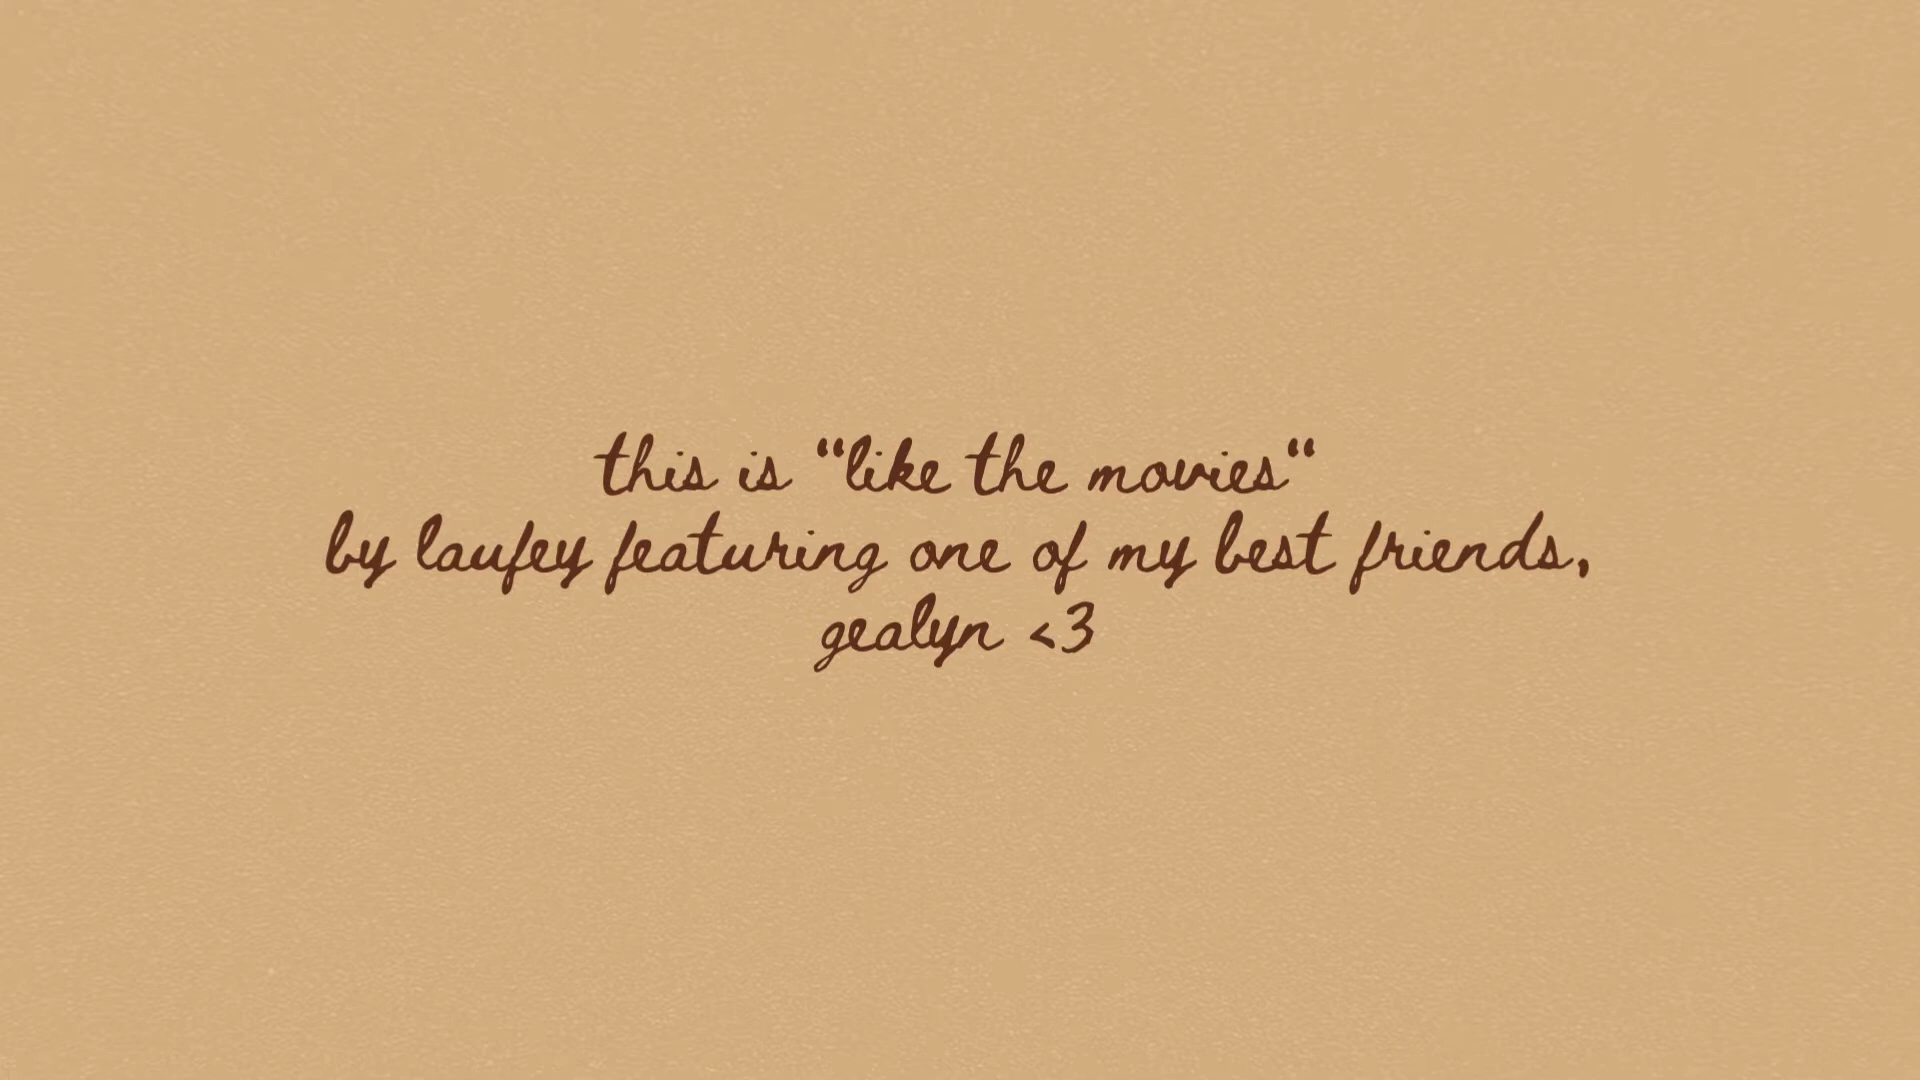 this is “like the movies“
by laufey featuring one of my best friends,
gealyn <3